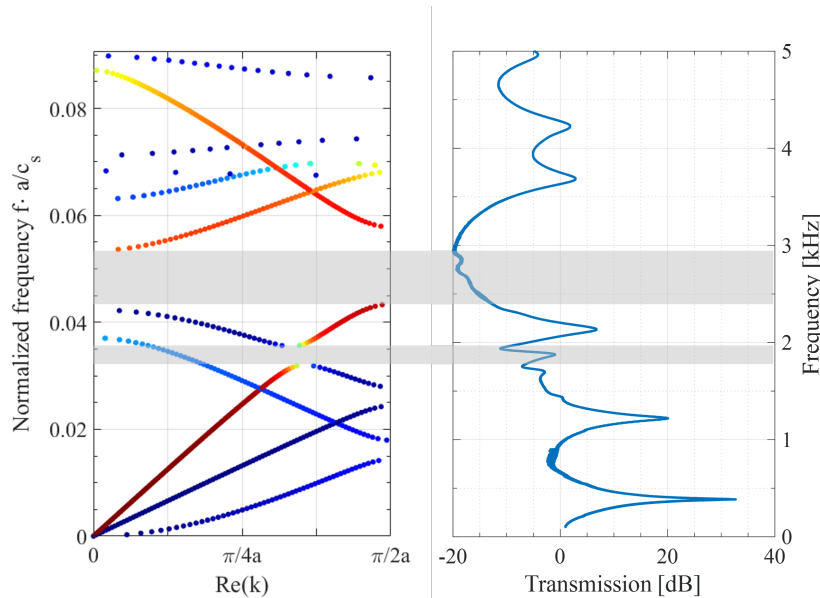 Normalized frequency f· a/c_s
0.08
0.06
0.04
0.02
0
0
π/4a
π/2a
Re(k)
5
4
3
2
1
0
Frequency [kHz]
-20
0
20
40
Transmission [dB]